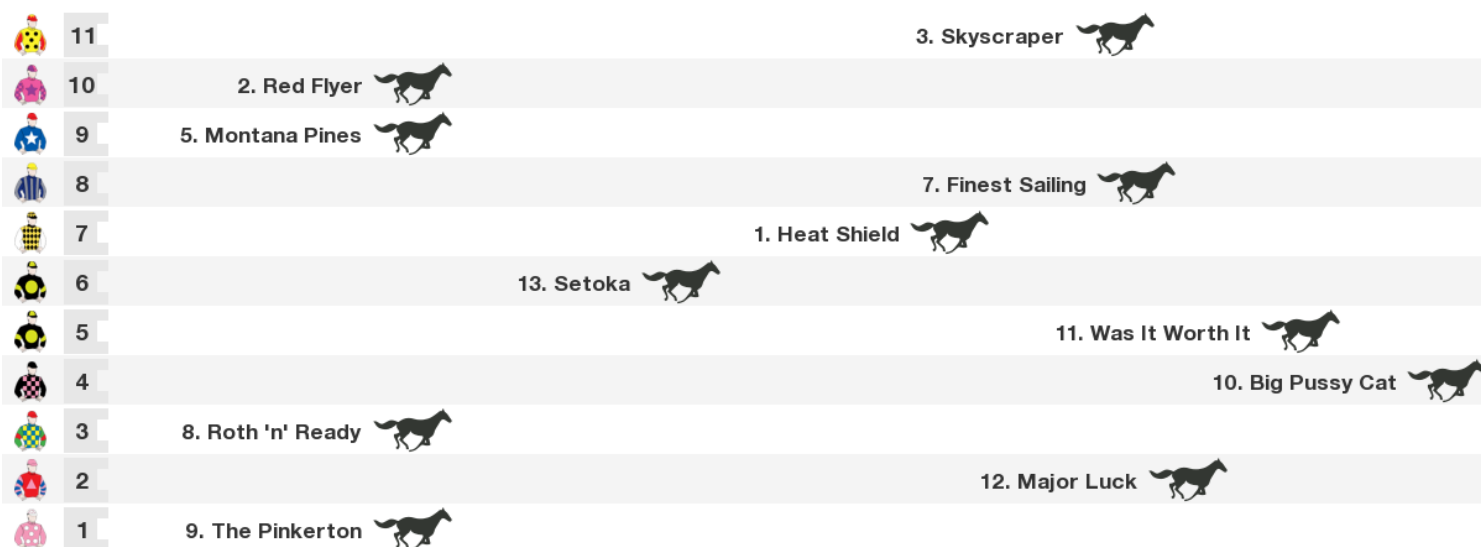 11 3. Skyscraper
10 2. Red Flyer
9 5. Montana Pines
8 7. Finest Sailing
7 1. Heat Shield
6 13. Setoka
5 11. Was It Worth It
4 10. Big Pussy Cat
3 8. Roth 'n' Ready
2 12. Major Luck
1 9. The Pinkerton